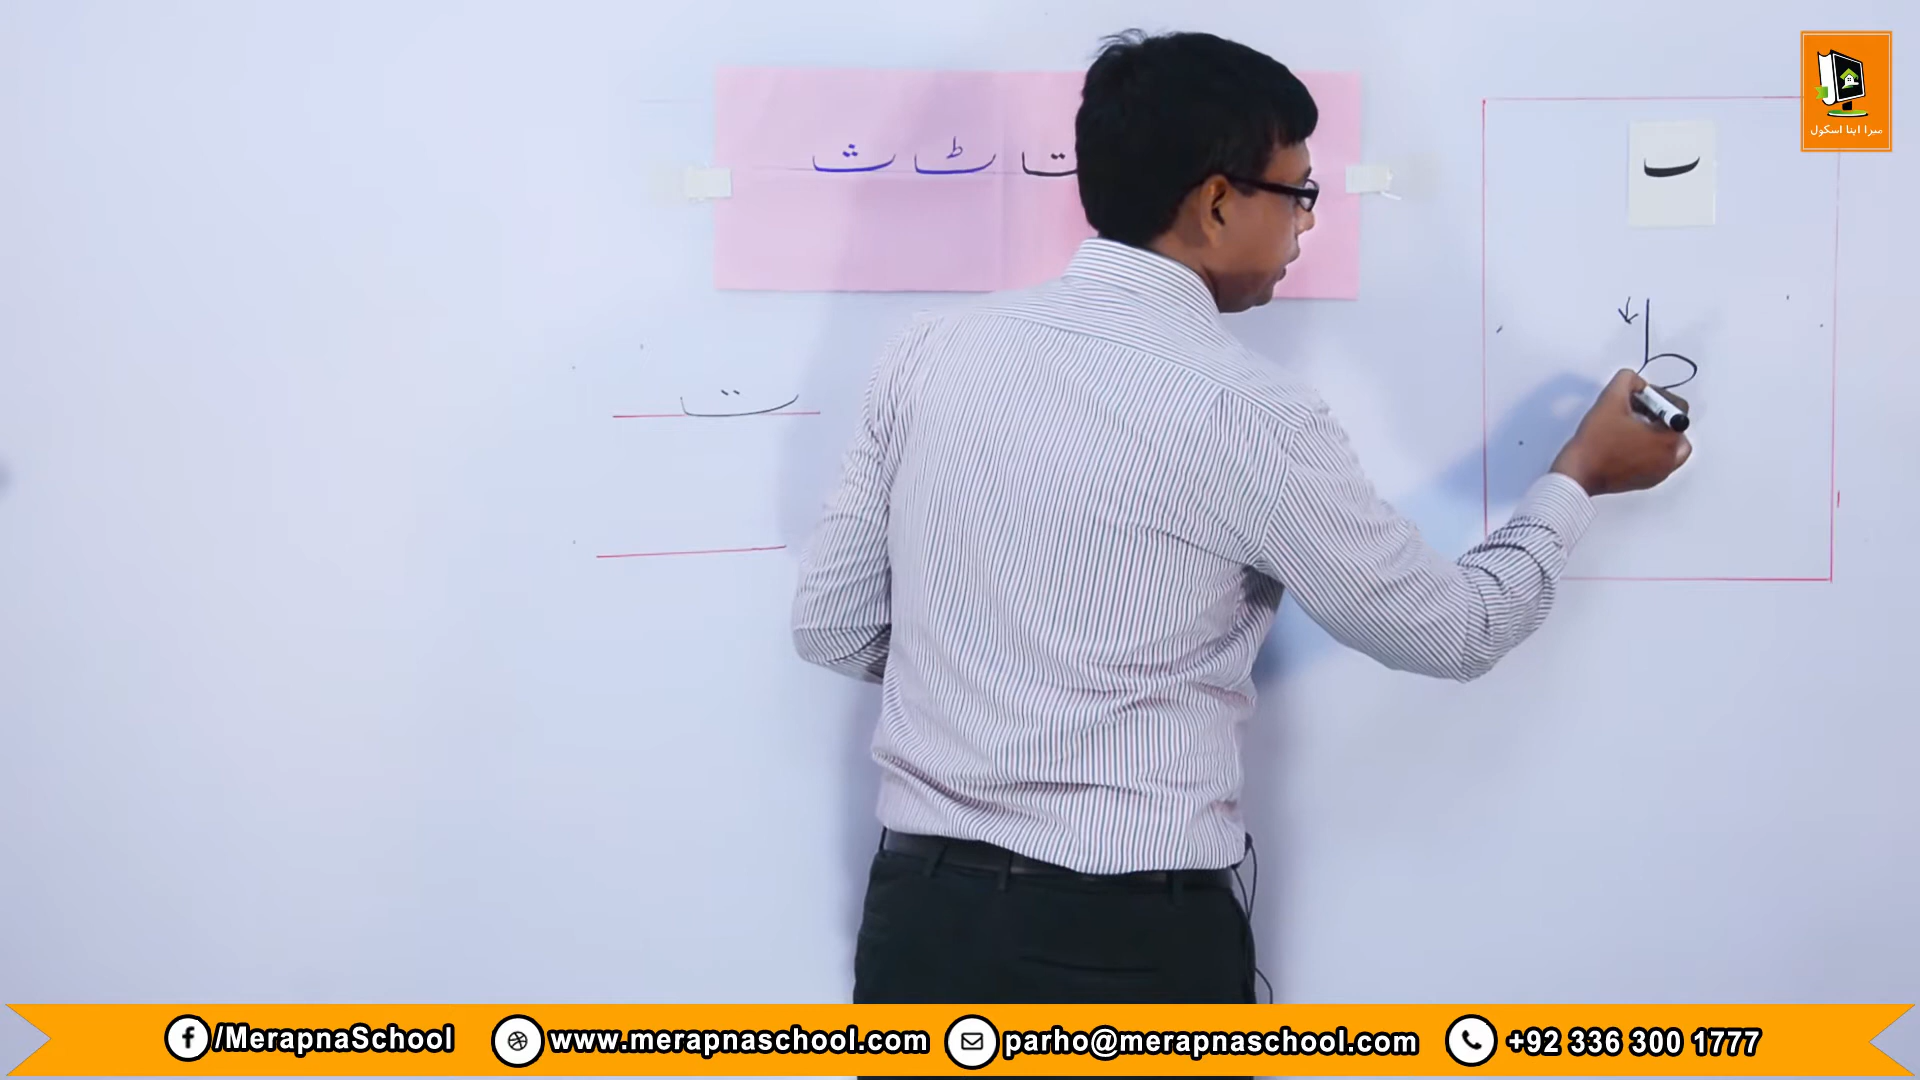 میرا اپنا اسکول
ت ٹ ث
ٮ
ط
ت
/MerapnaSchool www.merapnaschool.com parho@merapnaschool.com +92 336 300 1777